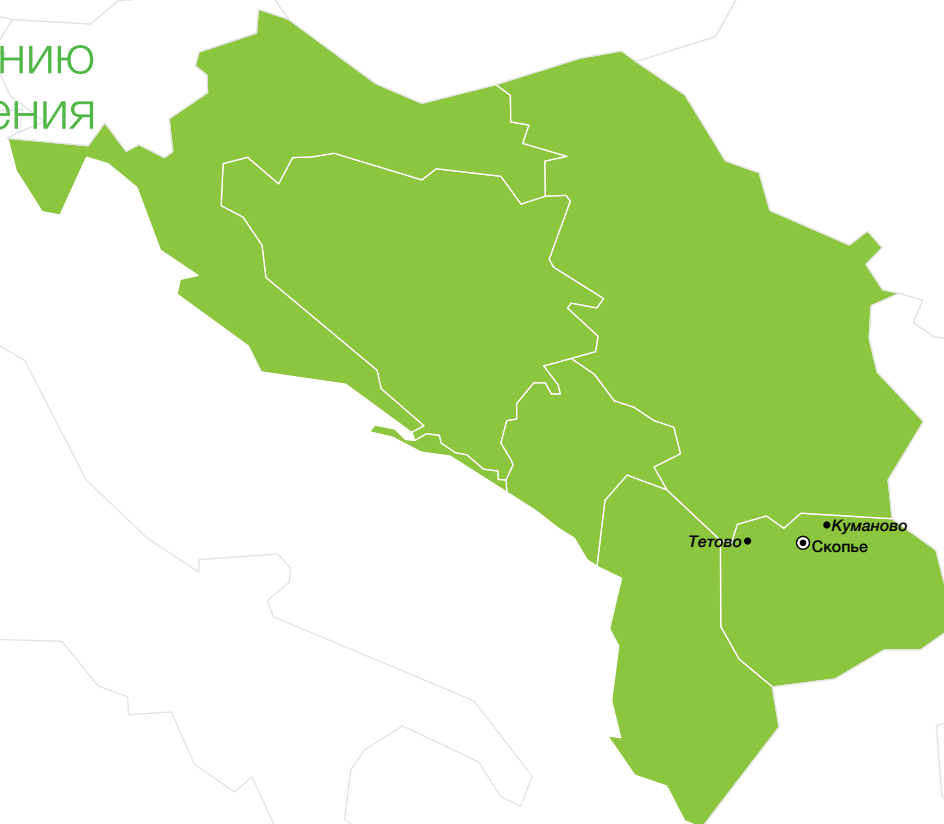 нию
ения
Куманово
Тетово
Скопье